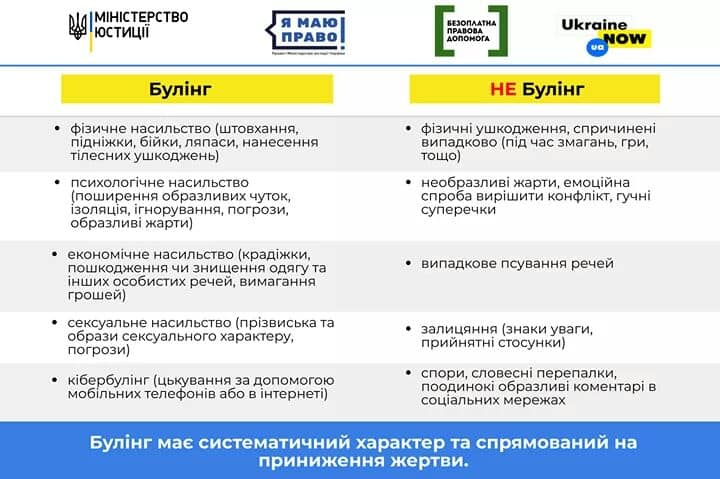 МІНІСТЕРСТВО
ЮСТИЦІЇ
Я МАЮ
ПРАВО!
БЕЗОПЛАТНА
ПРАВОВА
ДОПОМОГА
Ukraine
NOW
ua
Булінг
НЕ Булінг
• фізичне насильство (штовхання,
підніжки, бійки, ляпаси, нанесення
тілесних ушкоджень)
• фізичні ушкодження, спричинені
випадково (під час змагань, гри,
тощо)
• психологічне насильство
(поширення образливих чуток,
ізоляція, ігнорування, погрози,
образливі жарти)
• необразливі жарти, емоційна
спроба вирішити конфлікт, гучні
суперечки
• економічне насильство (крадіжки,
пошкодження чи знищення одягу та
інших особистих речей, вимагання
грошей)
• випадкове псування речей
• сексуальне насильство (прізвиська та
образи сексуального характеру,
погрози)
• залицяння (знаки уваги,
прийнятні стосунки)
• кібербулінг (цькування за допомогою
мобільних телефонів або в інтернеті)
• спори, словесні перепалки,
поодинокі образливі коментарі в
соціальних мережах
Булінг має систематичний характер та спрямований на
приниження жертви.